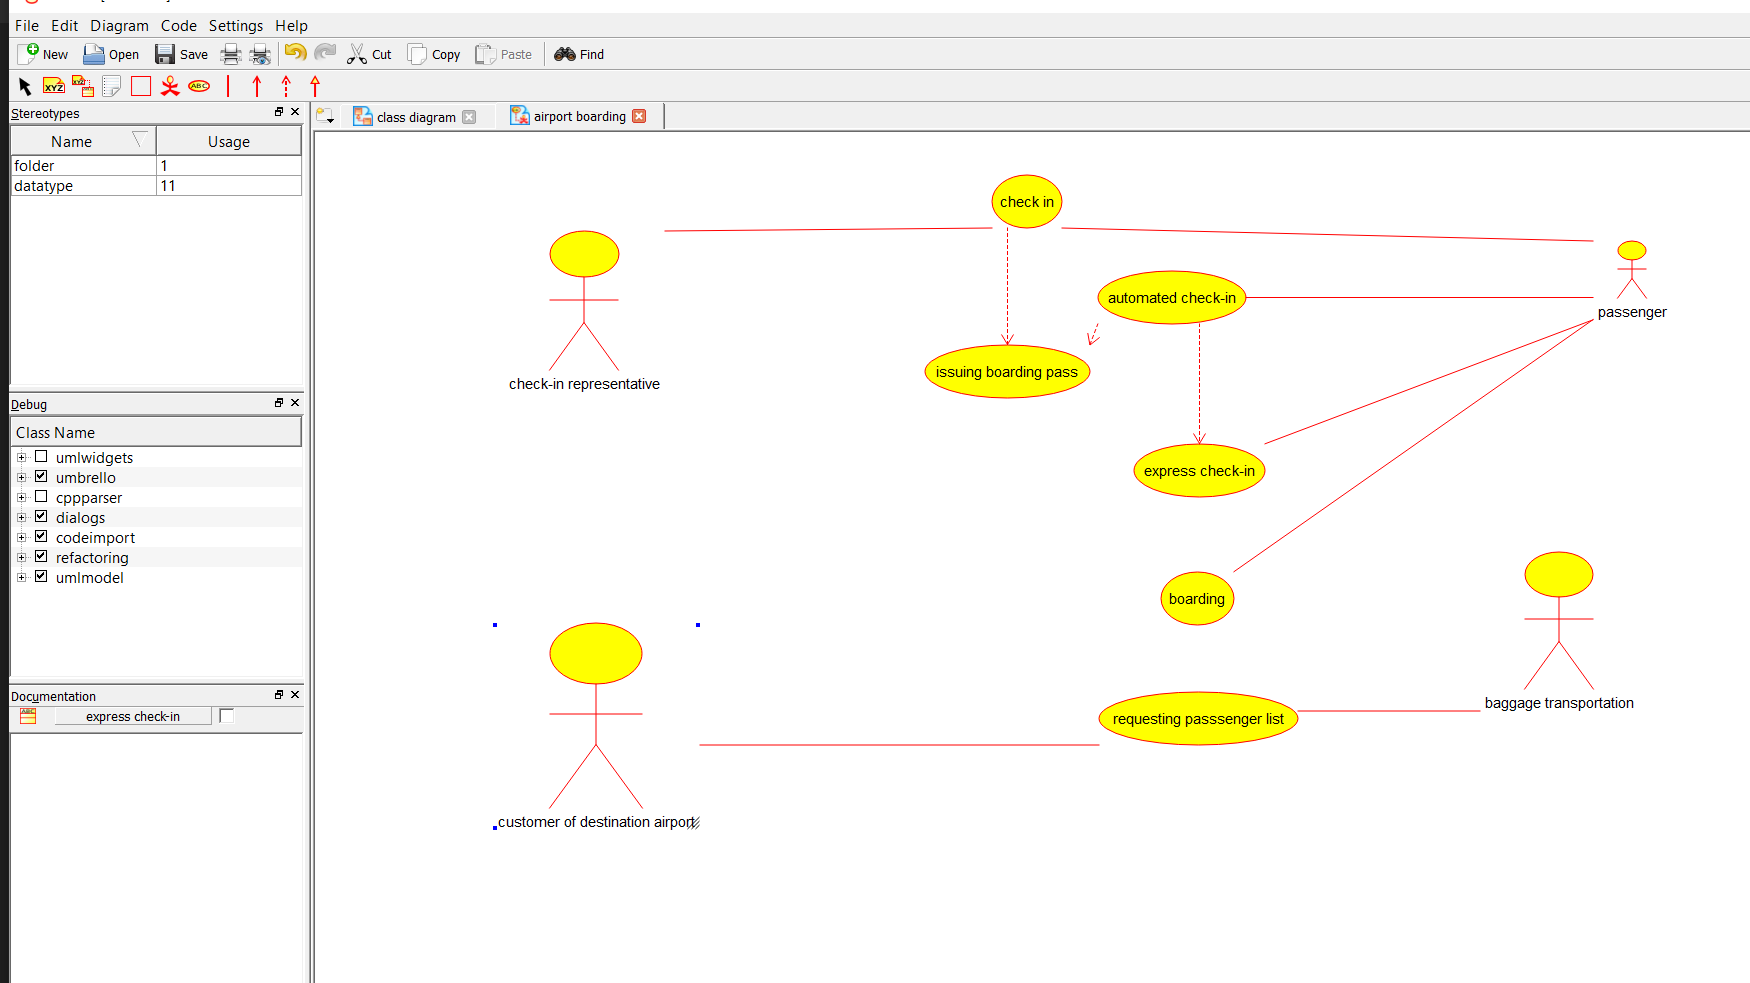 File Edit Diagram Code Settings Help
New Open Save Cut Copy Paste Find
XYZ XYZ ABC
Stereotypes
Name Usage
folder 1
datatype 11
Debug
Class Name
umlwidgets
umbrello
cppparser
dialogs
codeimport
refactoring
umlmodel
Documentation
express check-in
class diagram airport boarding
check in
check-in representative
automated check-in
passenger
issuing boarding pass
express check-in
boarding
baggage transportation
requesting passsenger list
customer of destination airport